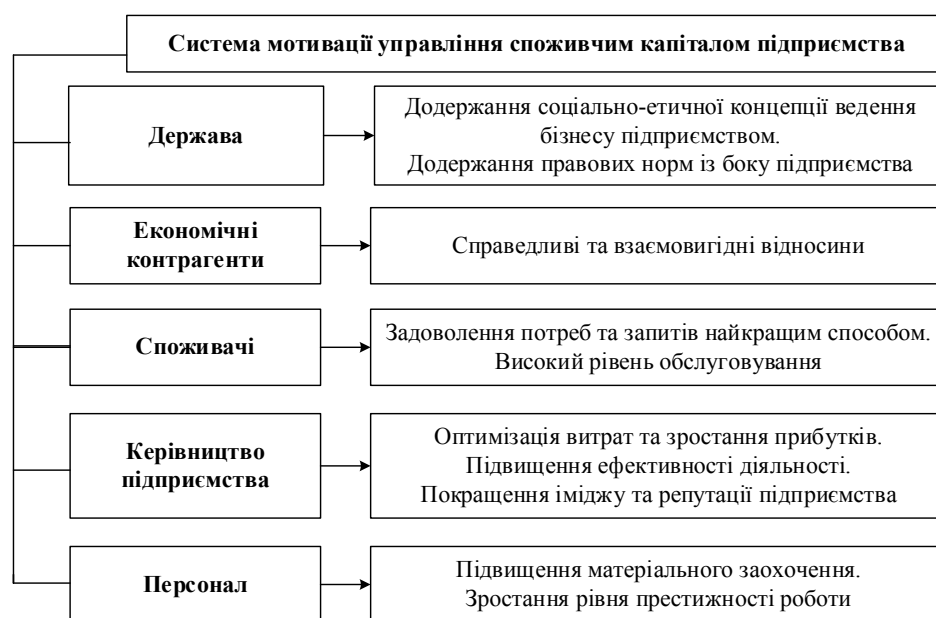 Система мотивації управління споживчим капіталом підприємства
Держава
Додержання соціально-етичної концепції ведення
бізнесу підприємством.
Додержання правових норм із боку підприємства
Економічні
контрагенти
Справедливі та взаємовигідні відносини
Споживачі
Задоволення потреб та запитів найкращим способом.
Високий рівень обслуговування
Керівництво
підприємства
Оптимізація витрат та зростання прибутків.
Підвищення ефективності діяльності.
Покращення іміджу та репутації підприємства
Персонал
Підвищення матеріального заохочення.
Зростання рівня престижності роботи